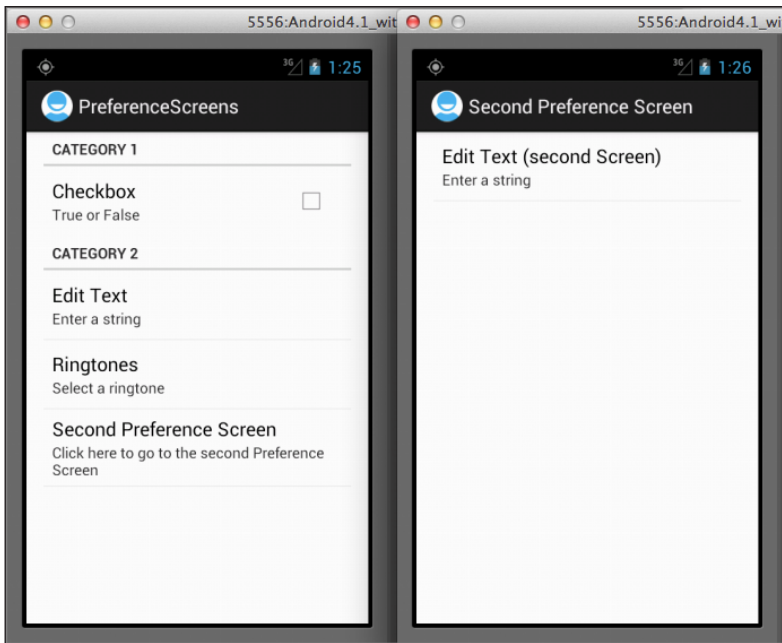 5556:Android4.1_wit
3G 1:25
PreferenceScreens
CATEGORY 1
Checkbox
True or False
CATEGORY 2
Edit Text
Enter a string
Ringtones
Select a ringtone
Second Preference Screen
Click here to go to the second Preference
Screen
5556:Android4.1_wi
3G 1:26
Second Preference Screen
Edit Text (second Screen)
Enter a string